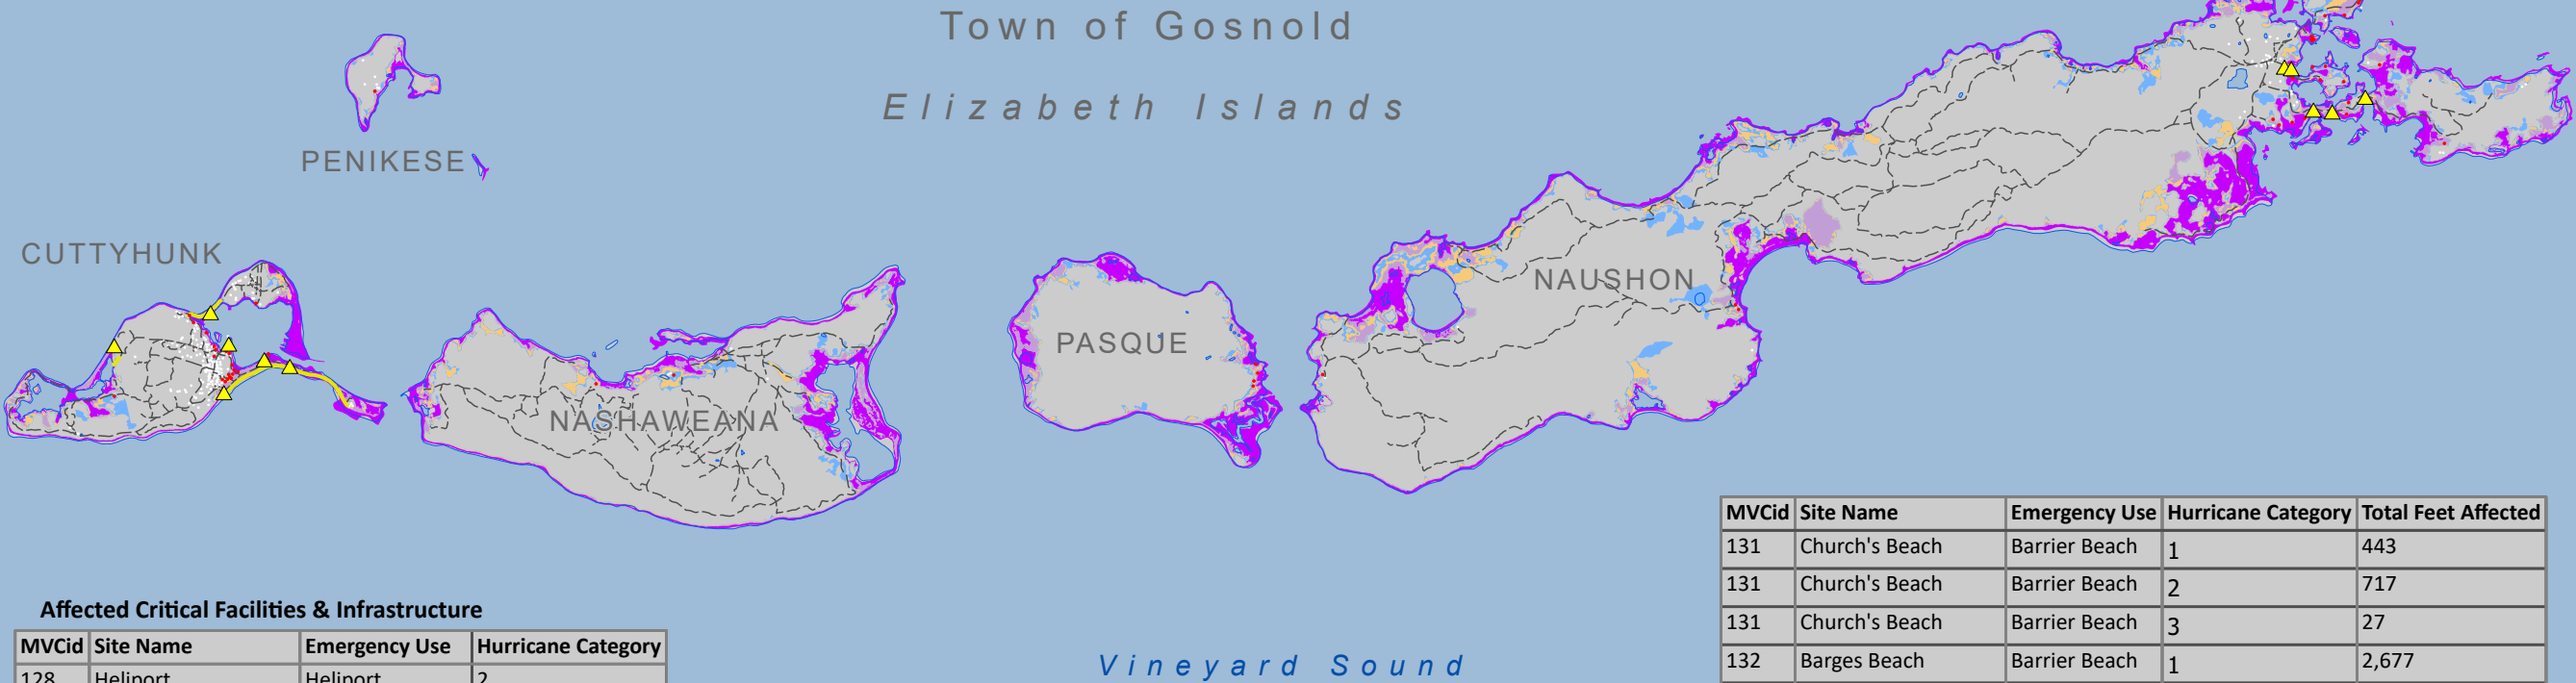 Town of Gosnold
Elizabeth Islands
PENIKESE
CUTTYHUNK
NAUSHON
PASQUE
NASHAWEANA
Vineyard Sound
Affected Critical Facilities & Infrastructure
MVCid Site Name Emergency Use Hurricane Category
128 Heliport Heliport 2
MVCid Site Name Emergency Use Hurricane Category Total Feet Affected
131 Church's Beach Barrier Beach 1 443
131 Church's Beach Barrier Beach 2 717
131 Church's Beach Barrier Beach 3 27
132 Barges Beach Barrier Beach 1 2,677